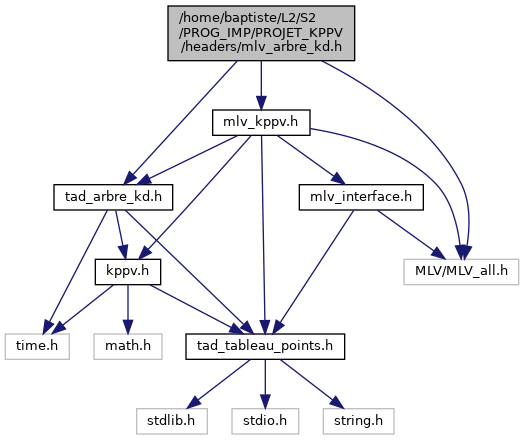 /home/baptiste/L2/S2
/PROG_IMP/PROJET_KPPV
/headers/mlv_arbre_kd.h
mlv_kppv.h
tad_arbre_kd.h
mlv_interface.h
kppv.h
MLV/MLV_all.h
time.h
math.h
tad_tableau_points.h
stdlib.h
stdio.h
string.h